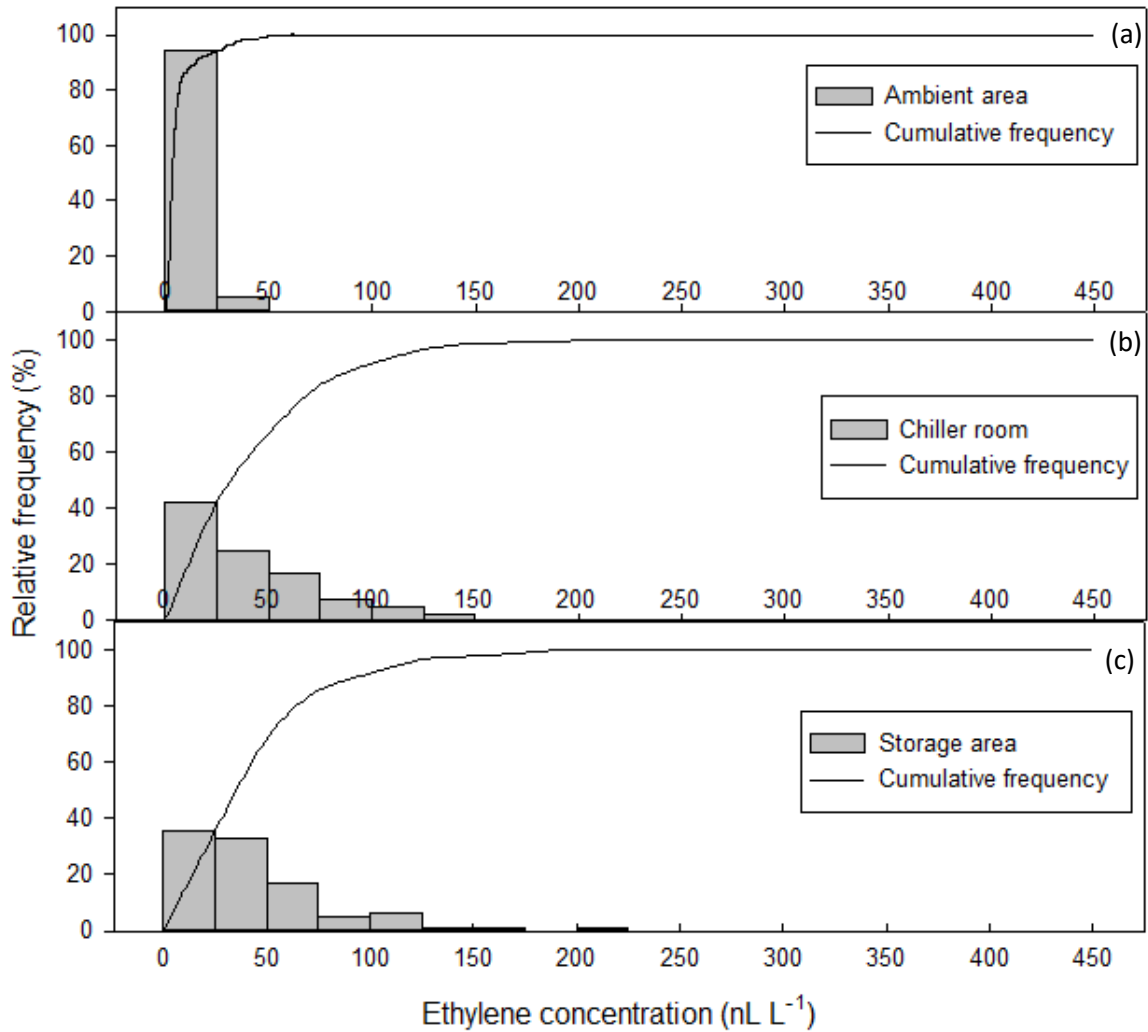 (a)
100
80
60
40
20
0
Ambient area
Cumulative frequency
0 50 100 150 200 250 300 350 400 450
(b)
100
80
60
40
20
0
Chiller room
Cumulative frequency
0 50 100 150 200 250 300 350 400 450
(c)
100
80
60
40
20
0
Storage area
Cumulative frequency
0 50 100 150 200 250 300 350 400 450
Relative frequency (%)
Ethylene concentration (nL L⁻¹)